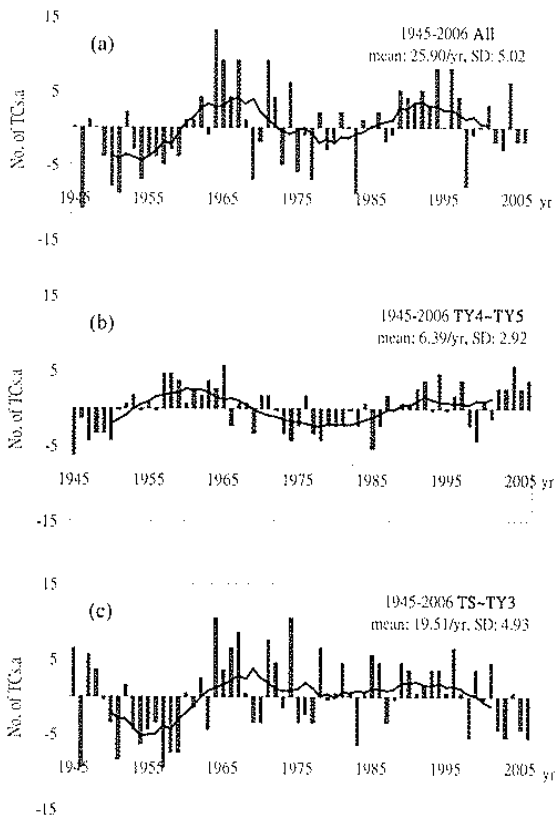 15
(a)
1945-2006 All
mean: 25.90/yr, SD: 5.02
5
No. of TCs.a
-5
1945 1955 1965 1975 1985 1995 2005 yr
-15
15
(b)
1945-2006 TY4~TY5
mean: 6.39/yr, SD: 2.92
5
No. of TCs.a
-5
1945 1955 1965 1975 1985 1995 2005 yr
-15
15
(c)
1945-2006 TS~TY3
mean: 19.51/yr, SD: 4.93
5
No. of TCs.a
-5
1945 1955 1965 1975 1985 1995 2005 yr
-15